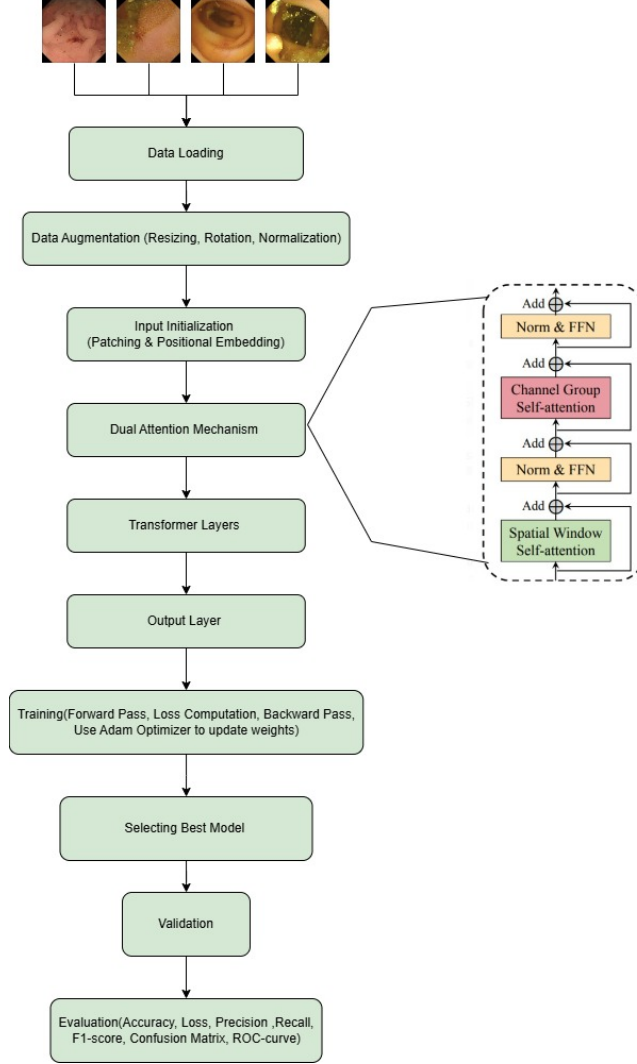 Data Loading
Data Augmentation (Resizing, Rotation, Normalization)
Input Initialization
(Patching & Positional Embedding)
Dual Attention Mechanism
Transformer Layers
Output Layer
Training(Forward Pass, Loss Computation, Backward Pass,
Use Adam Optimizer to update weights)
Selecting Best Model
Validation
Evaluation(Accuracy, Loss, Precision ,Recall,
F1-score, Confusion Matrix, ROC-curve)
Add
Norm & FFN
Add
Channel Group
Self-attention
Add
Norm & FFN
Add
Spatial Window
Self-attention